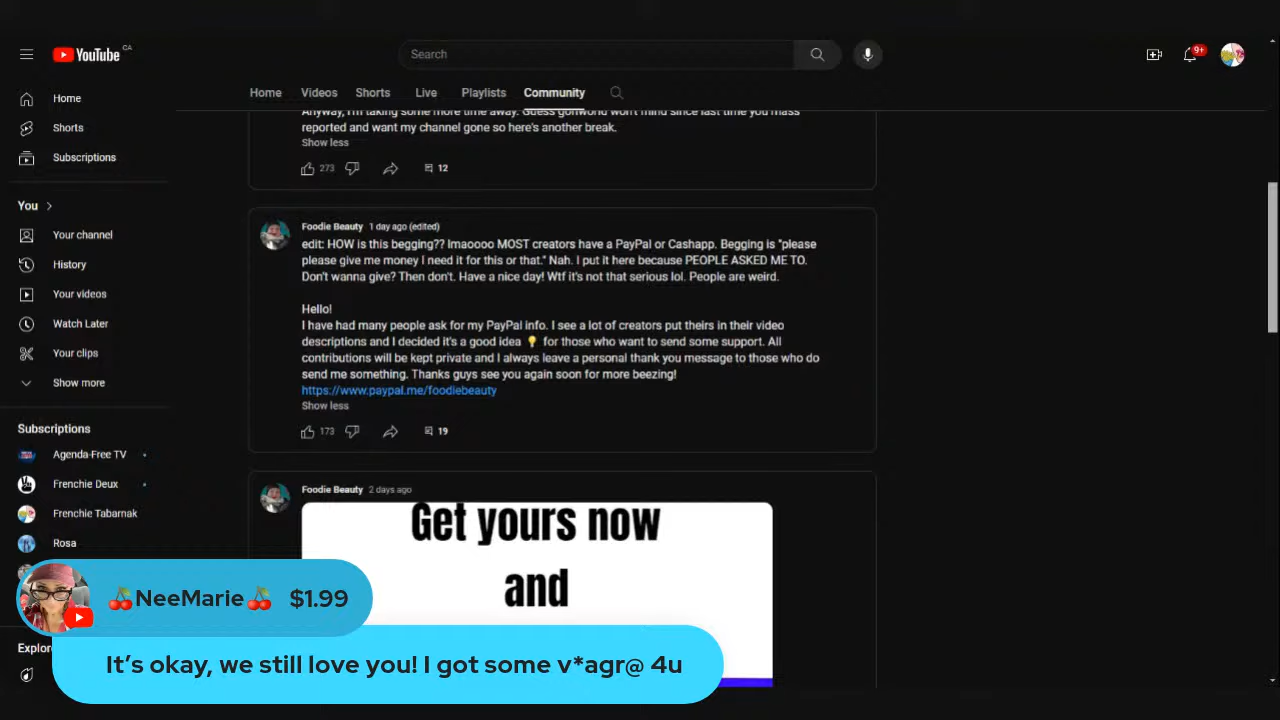 YouTube CA
Search
9+
Home
Videos
Shorts
Live
Playlists
Community
Home
Shorts
Subscriptions
You
Your channel
History
Your videos
Watch Later
Your clips
Show more
Subscriptions
Agenda-Free TV
Frenchie Deux
Frenchie Tabarnak
Rosa
Anyway, I'm taking some more time away. Guess gorlworld won't mind since last time you mass
reported and want my channel gone so here's another break.
Show less
273
12
Foodie Beauty 1 day ago (edited)
edit: HOW is this begging?? lmaoooo MOST creators have a PayPal or Cashapp. Begging is "please
please give me money I need it for this or that." Nah. I put it here because PEOPLE ASKED ME TO.
Don't wanna give? Then don't. Have a nice day! Wtf it's not that serious lol. People are weird.
Hello!
I have had many people ask for my PayPal info. I see a lot of creators put theirs in their video
descriptions and I decided it's a good idea 💡 for those who want to send some support. All
contributions will be kept private and I always leave a personal thank you message to those who do
send me something. Thanks guys see you again soon for more beezing!
https://www.paypal.me/foodiebeauty
Show less
173
19
Foodie Beauty 2 days ago
Get yours now
and
🍒NeeMarie🍒 $1.99
It's okay, we still love you! I got some v*agr@ 4u